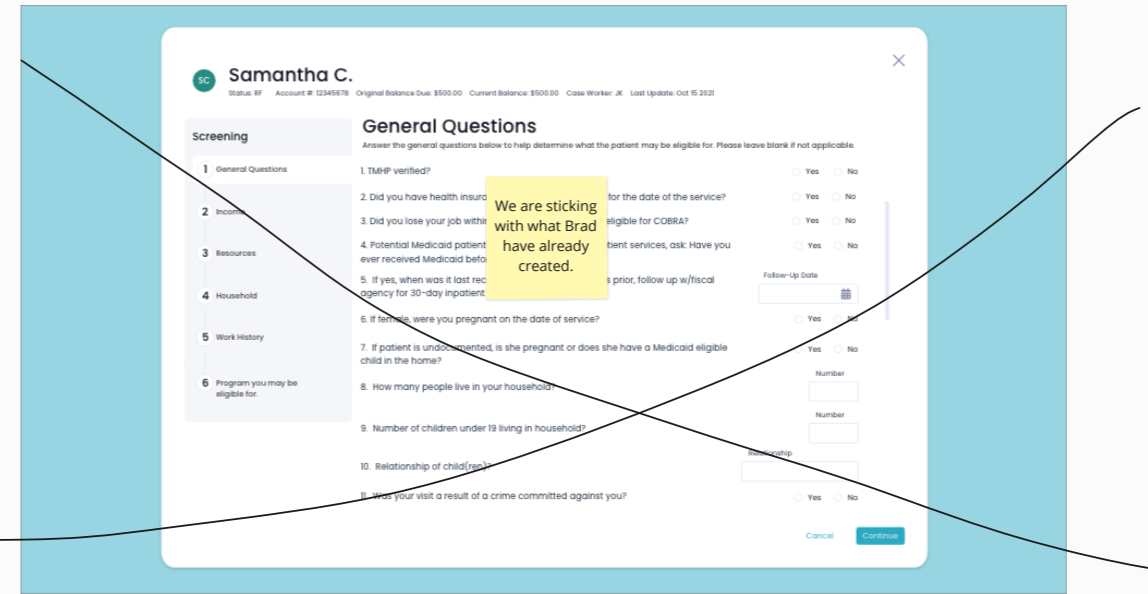 SC
Samantha C.
Status: RF Account #: 12345678 Original Balance Due: $500.00 Current Balance: $500.00 Case Worker: JK Last Update: Oct 15 2021
Screening
1 General Questions
2 Income
3 Resources
4 Household
5 Work History
6 Program you may be
eligible for.
General Questions
Answer the general questions below to help determine what the patient may be eligible for. Please leave blank if not applicable.
1. TMHP verified? Yes No
2. Did you have health insura for the date of the service? Yes No
3. Did you lose your job within eligible for COBRA? Yes No
4. Potential Medicaid patient tient services, ask: Have you
ever received Medicaid befo Yes No
5. If yes, when was it last rec s prior, follow up w/fiscal
agency for 30-day inpatient
Follow-Up Date
6. If female, were you pregnant on the date of service? Yes No
7. If patient is undocumented, is she pregnant or does she have a Medicaid eligible
child in the home? Yes No
Number
8. How many people live in your household?
Number
9. Number of children under 19 living in household?
Relationship
10. Relationship of child(ren)?
11. Was your visit a result of a crime committed against you? Yes No
Cancel Continue
We are sticking
with what Brad
have already
created.